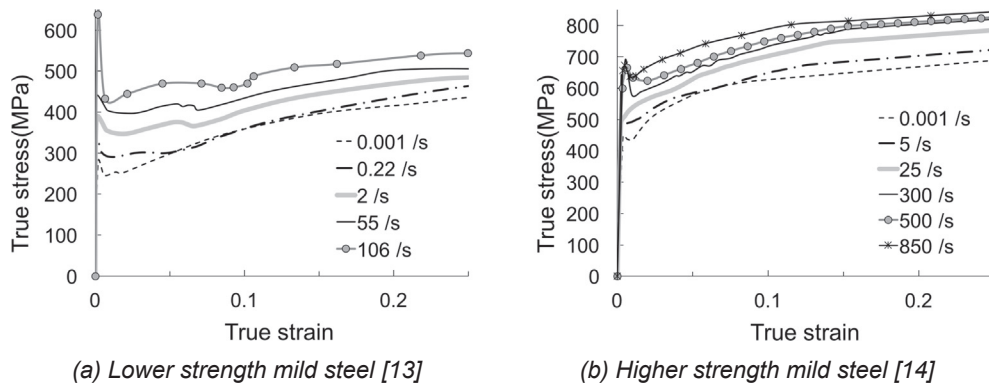 True stress(MPa)
600
500
400
300
200
100
0
0
0.1
0.2
True strain
0.001 /s
0.22 /s
2 /s
55 /s
106 /s
(a) Lower strength mild steel [13]
True stress(MPa)
800
700
600
500
400
300
200
100
0
0
0.1
0.2
True strain
0.001 /s
5 /s
25 /s
300 /s
500 /s
850 /s
(b) Higher strength mild steel [14]